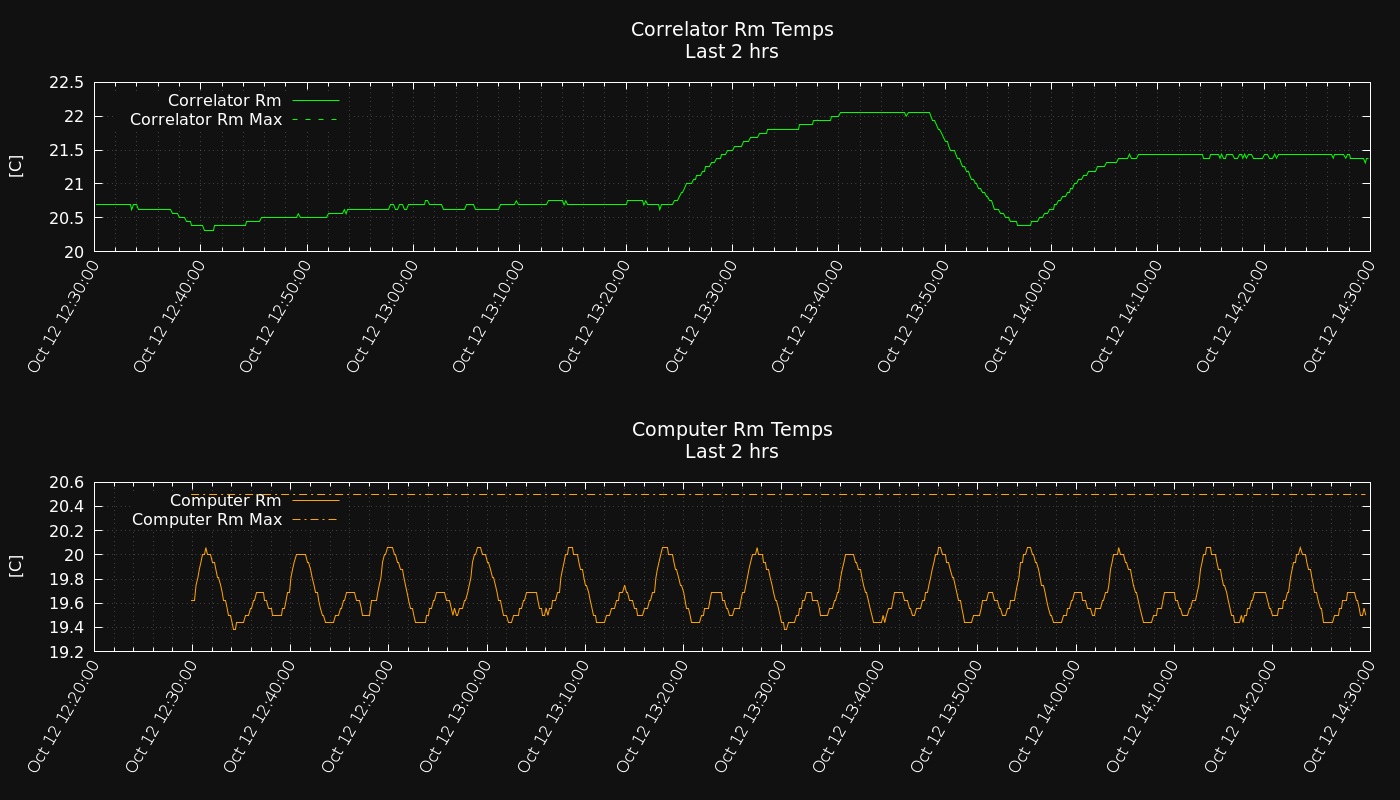 Correlator Rm Temps
Last 2 hrs
22.5
22
21.5
21
20.5
20
[C]
Correlator Rm
Correlator Rm Max
Oct 12 12:30:00
Oct 12 12:40:00
Oct 12 12:50:00
Oct 12 13:00:00
Oct 12 13:10:00
Oct 12 13:20:00
Oct 12 13:30:00
Oct 12 13:40:00
Oct 12 13:50:00
Oct 12 14:00:00
Oct 12 14:10:00
Oct 12 14:20:00
Oct 12 14:30:00
Computer Rm Temps
Last 2 hrs
20.6
20.4
20.2
20
19.8
19.6
19.4
19.2
[C]
Computer Rm
Computer Rm Max
Oct 12 12:20:00
Oct 12 12:30:00
Oct 12 12:40:00
Oct 12 12:50:00
Oct 12 13:00:00
Oct 12 13:10:00
Oct 12 13:20:00
Oct 12 13:30:00
Oct 12 13:40:00
Oct 12 13:50:00
Oct 12 14:00:00
Oct 12 14:10:00
Oct 12 14:20:00
Oct 12 14:30:00